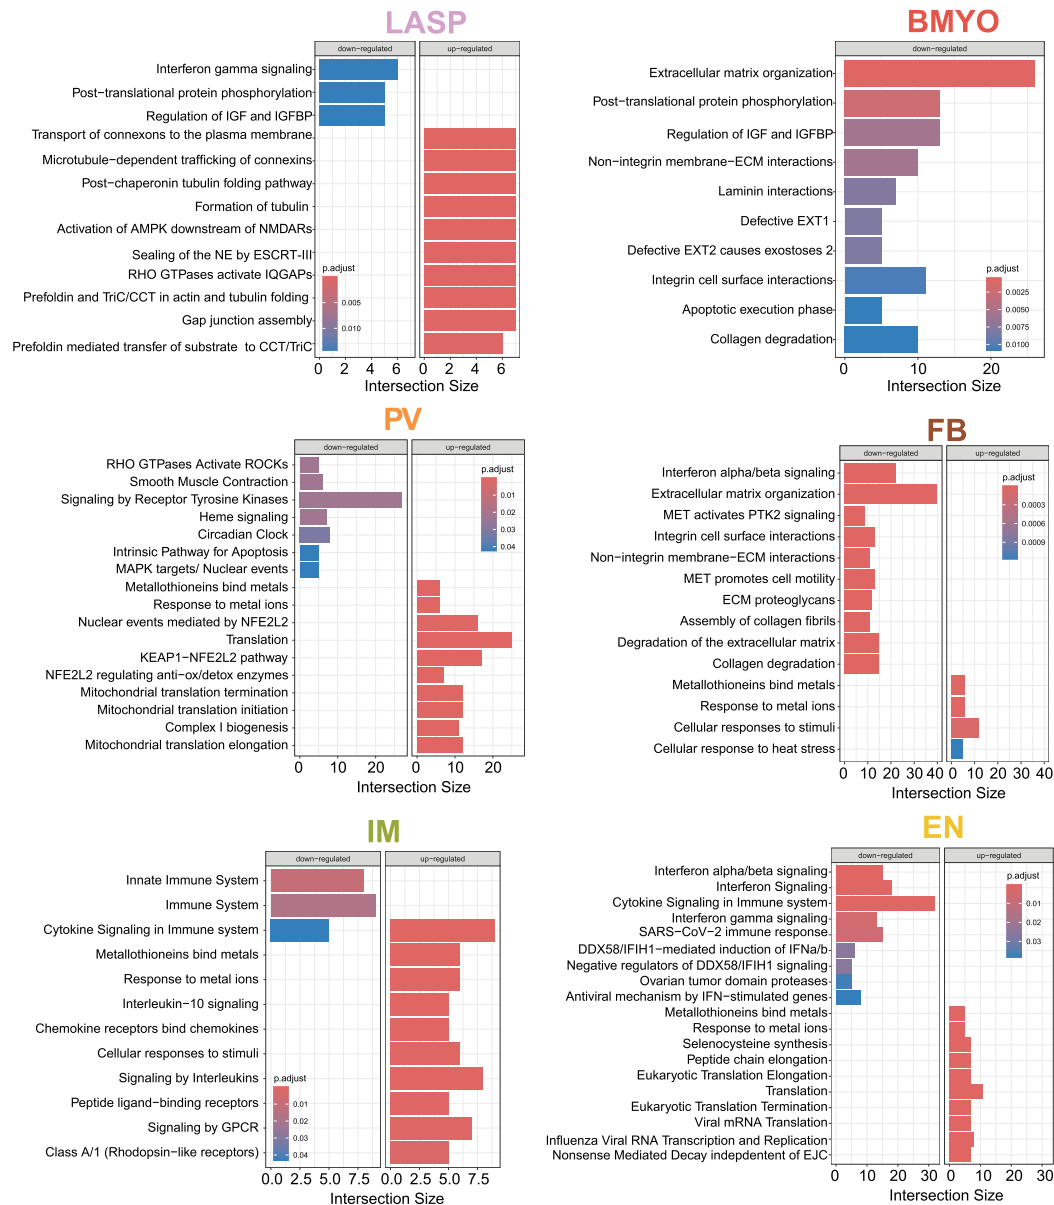 LASP
down−regulated
up−regulated
Interferon gamma signaling
Post−translational protein phosphorylation
Regulation of IGF and IGFBP
Transport of connexons to the plasma membrane
Microtubule−dependent trafficking of connexins
Post−chaperonin tubulin folding pathway
Formation of tubulin
Activation of AMPK downstream of NMDARs
Sealing of the NE by ESCRT-III
RHO GTPases activate IQGAPs
Prefoldin and TriC/CCT in actin and tubulin folding
Gap junction assembly
Prefoldin mediated transfer of substrate to CCT/TriC
p.adjust
0.005
0.010
0 2 4 6 0 2 4 6
Intersection Size
BMYO
down−regulated
Extracellular matrix organization
Post−translational protein phosphorylation
Regulation of IGF and IGFBP
Non−integrin membrane−ECM interactions
Laminin interactions
Defective EXT1
Defective EXT2 causes exostoses 2
Integrin cell surface interactions
Apoptotic execution phase
Collagen degradation
p.adjust
0.0025
0.0050
0.0075
0.0100
0 10 20
Intersection Size
PV
down−regulated
up−regulated
RHO GTPases Activate ROCKs
Smooth Muscle Contraction
Signaling by Receptor Tyrosine Kinases
Heme signaling
Circadian Clock
Intrinsic Pathway for Apoptosis
MAPK targets/ Nuclear events
Metallothioneins bind metals
Response to metal ions
Nuclear events mediated by NFE2L2
Translation
KEAP1−NFE2L2 pathway
NFE2L2 regulating anti−ox/detox enzymes
Mitochondrial translation termination
Mitochondrial translation initiation
Complex I biogenesis
Mitochondrial translation elongation
p.adjust
0.01
0.02
0.03
0.04
0 10 20 0 10 20
Intersection Size
FB
down−regulated
up−regulated
Interferon alpha/beta signaling
Extracellular matrix organization
MET activates PTK2 signaling
Integrin cell surface interactions
Non−integrin membrane−ECM interactions
MET promotes cell motility
ECM proteoglycans
Assembly of collagen fibrils
Degradation of the extracellular matrix
Collagen degradation
Metallothioneins bind metals
Response to metal ions
Cellular responses to stimuli
Cellular response to heat stress
p.adjust
0.0003
0.0006
0.0009
0 10 20 30 40 0 10 20 30 40
Intersection Size
IM
down−regulated
up−regulated
Innate Immune System
Immune System
Cytokine Signaling in Immune system
Metallothioneins bind metals
Response to metal ions
Interleukin−10 signaling
Chemokine receptors bind chemokines
Cellular responses to stimuli
Signaling by Interleukins
Peptide ligand−binding receptors
Signaling by GPCR
Class A/1 (Rhodopsin−like receptors)
p.adjust
0.01
0.02
0.03
0.04
0.0 2.5 5.0 7.5 0.0 2.5 5.0 7.5
Intersection Size
EN
down−regulated
up−regulated
Interferon alpha/beta signaling
Interferon Signaling
Cytokine Signaling in Immune system
Interferon gamma signaling
SARS−CoV−2 immune response
DDX58/IFIH1−mediated induction of IFNa/b
Negative regulators of DDX58/IFIH1 signaling
Ovarian tumor domain proteases
Antiviral mechanism by IFN−stimulated genes
Metallothioneins bind metals
Response to metal ions
Selenocysteine synthesis
Peptide chain elongation
Eukaryotic Translation Elongation
Translation
Eukaryotic Translation Termination
Viral mRNA Translation
Influenza Viral RNA Transcription and Replication
Nonsense Mediated Decay indepdentent of EJC
p.adjust
0.01
0.02
0.03
0 10 20 30 0 10 20 30
Intersection Size